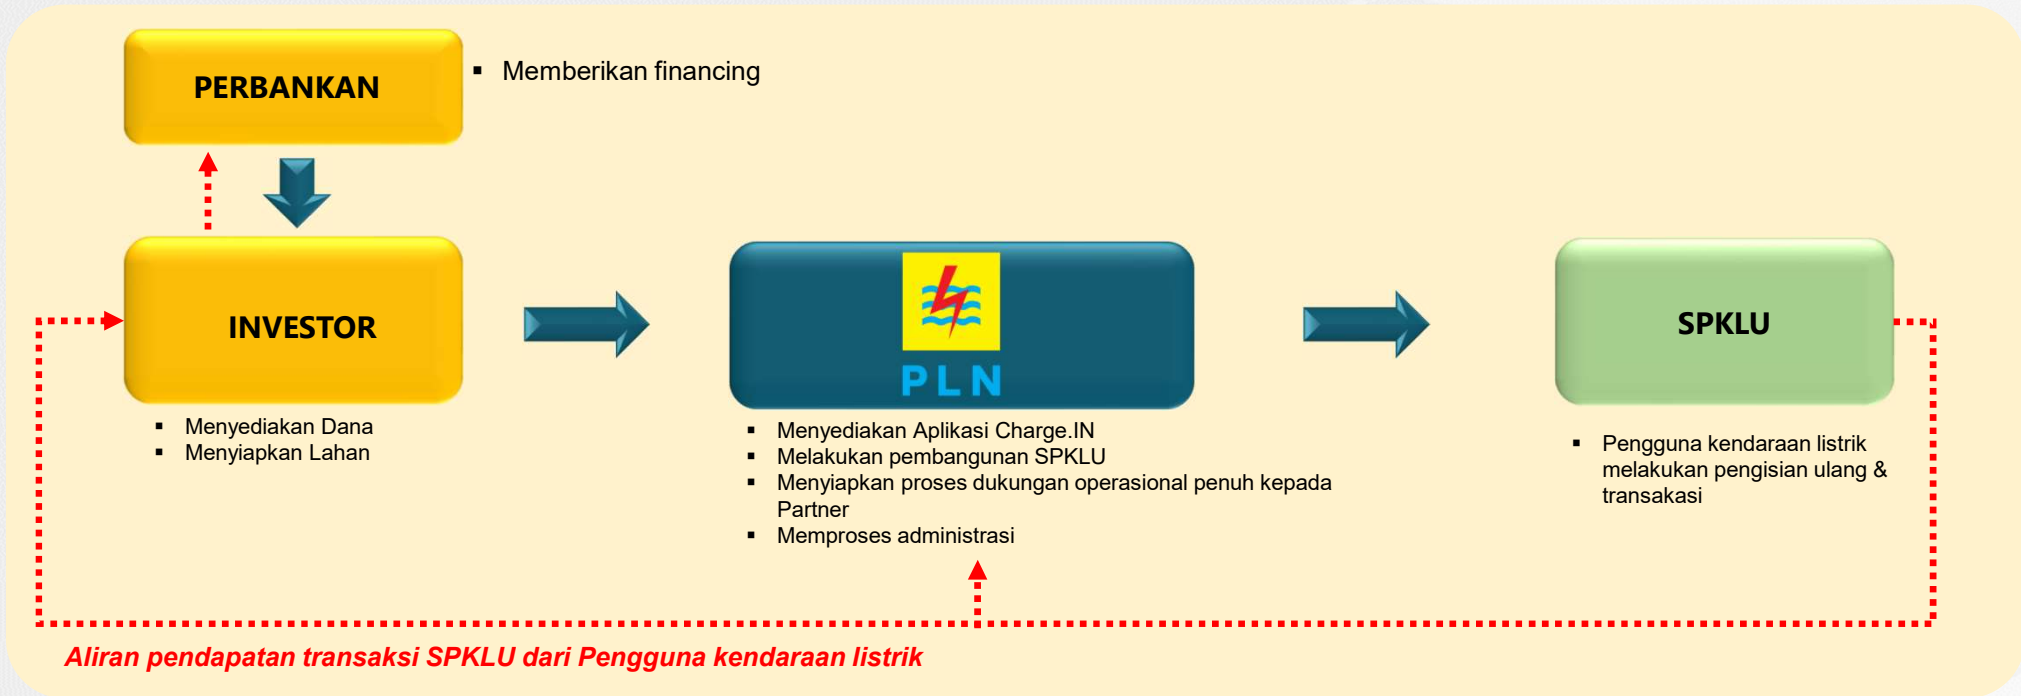 PERBANKAN
▪ Memberikan financing
INVESTOR
▪ Menyediakan Dana
▪ Menyiapkan Lahan
PLN
▪ Menyediakan Aplikasi Charge.IN
▪ Melakukan pembangunan SPKLU
▪ Menyiapkan proses dukungan operasional penuh kepada
Partner
▪ Memproses administrasi
SPKLU
▪ Pengguna kendaraan listrik
melakukan pengisian ulang &
transakasi
Aliran pendapatan transaksi SPKLU dari Pengguna kendaraan listrik